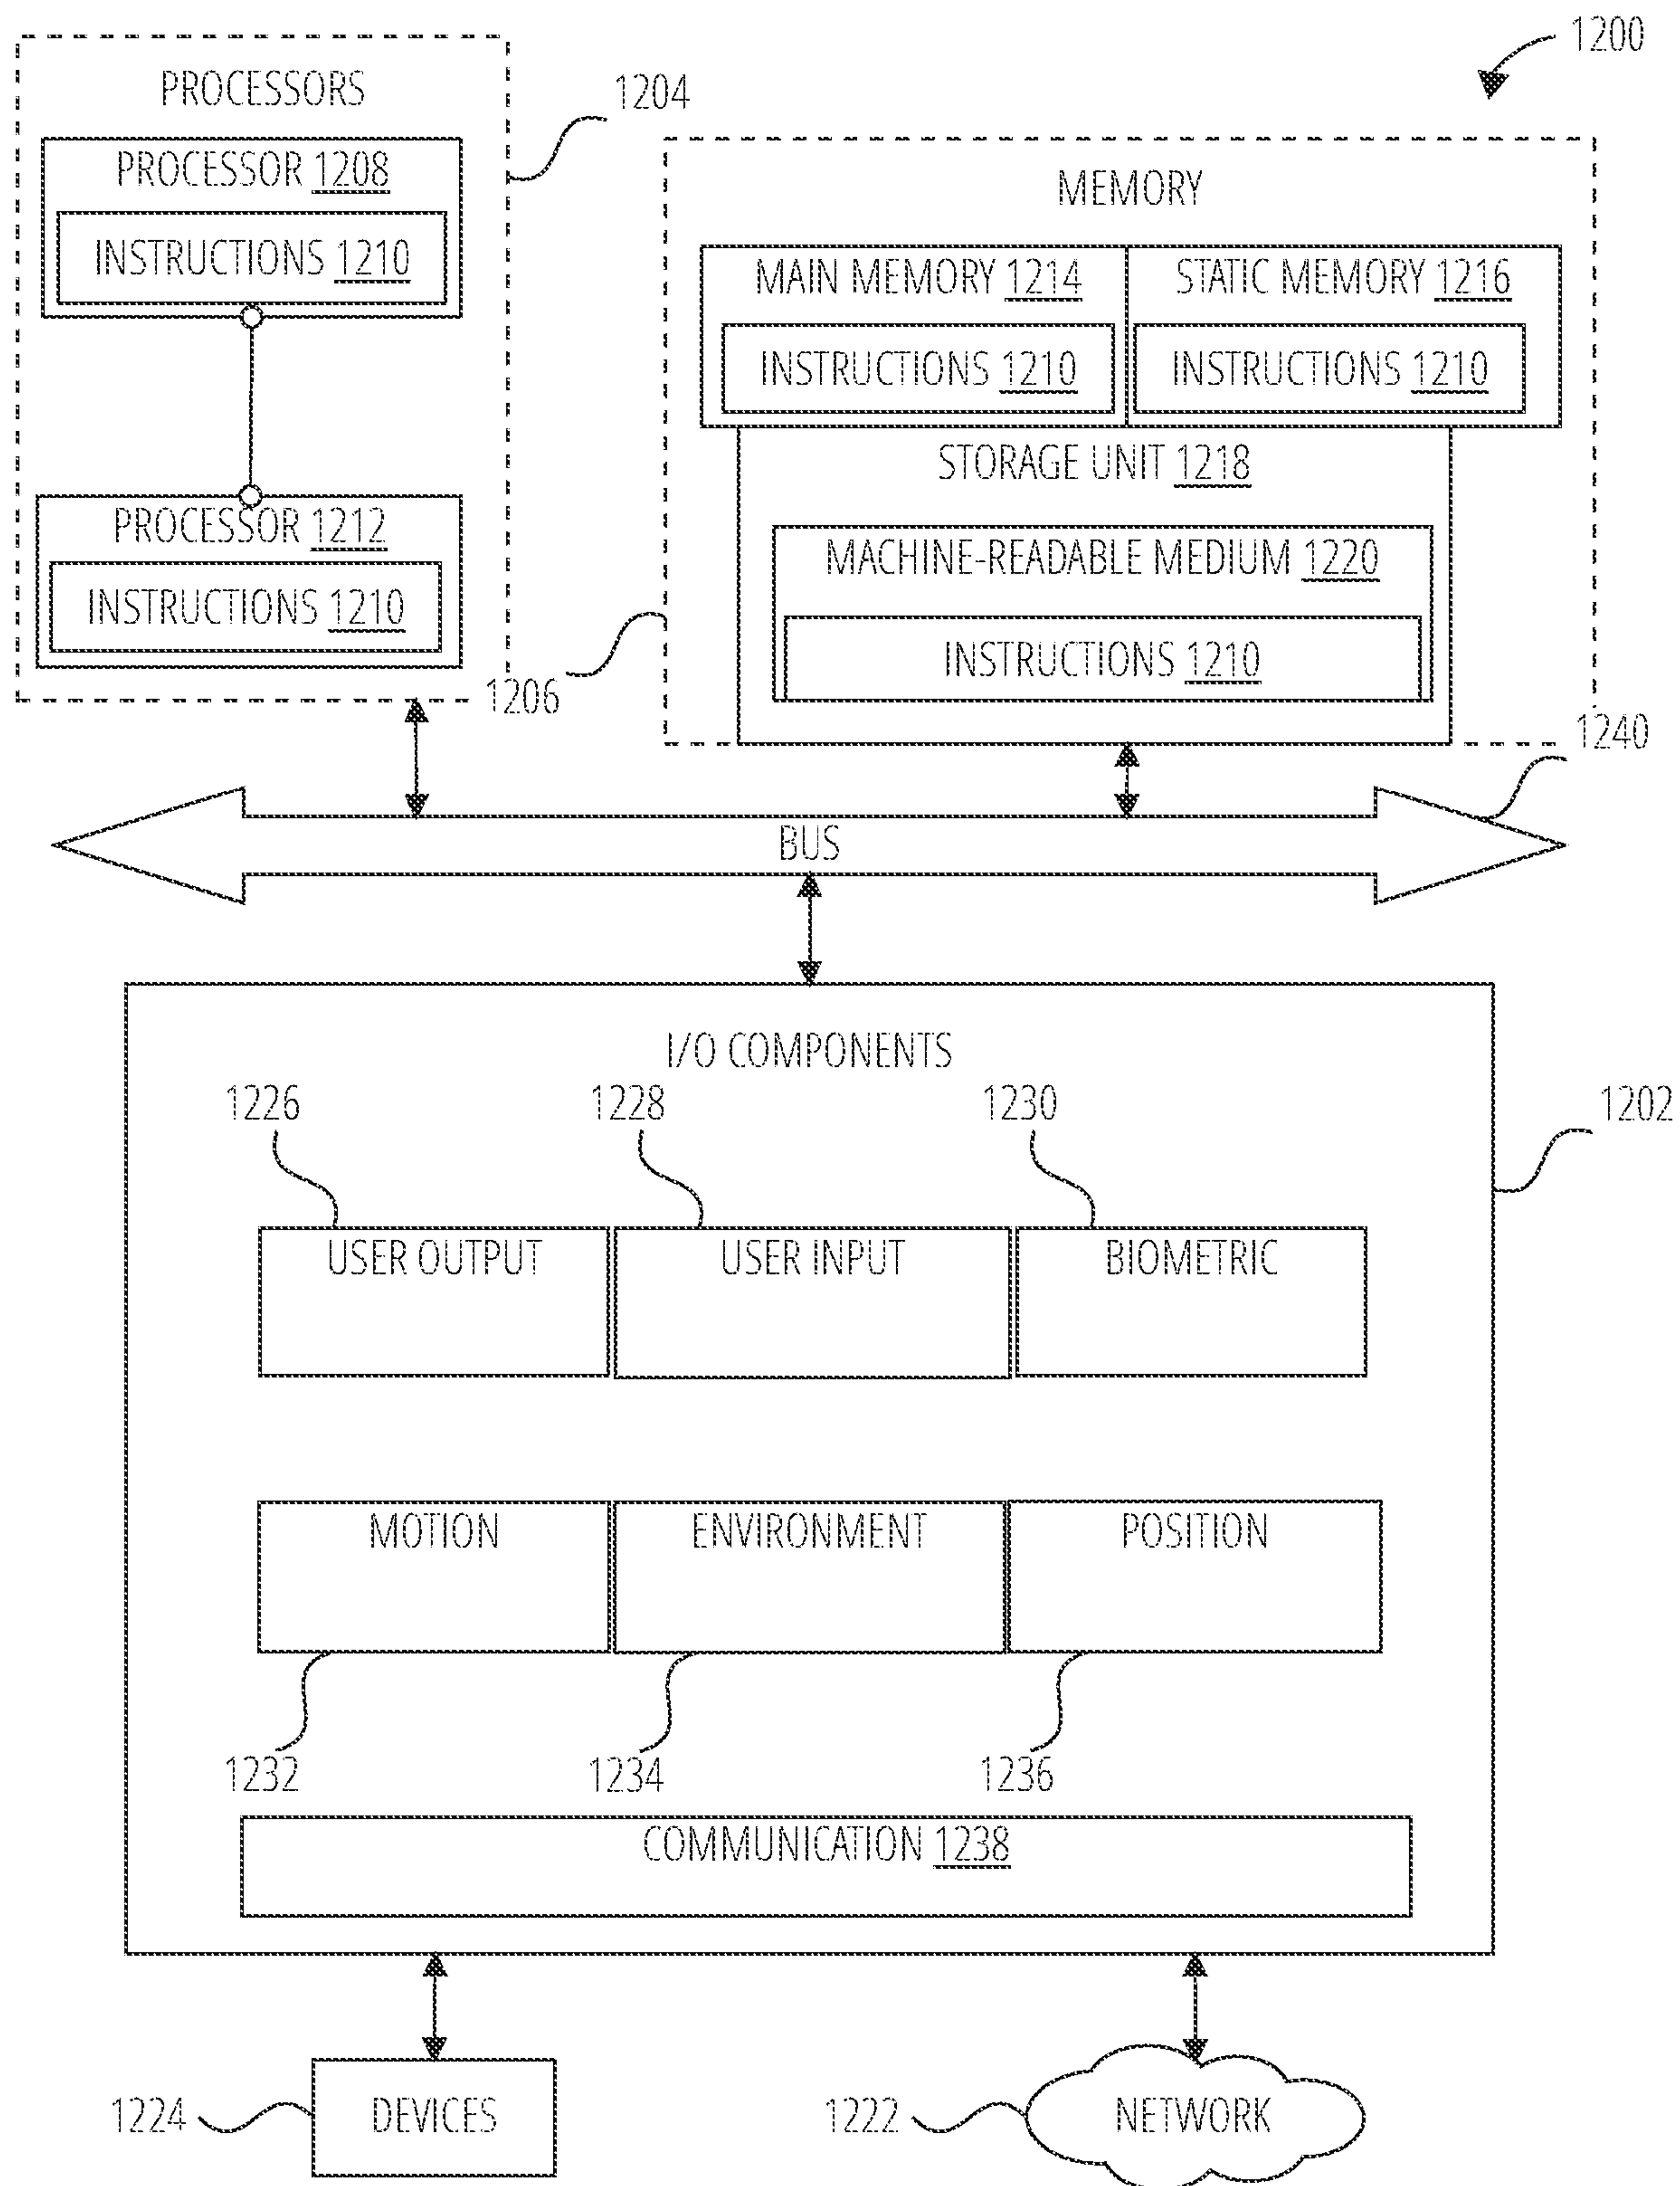 1200
PROCESSORS
1204
PROCESSOR 1208
INSTRUCTIONS 1210
PROCESSOR 1212
INSTRUCTIONS 1210
1206
MEMORY
MAIN MEMORY 1214
INSTRUCTIONS 1210
STATIC MEMORY 1216
INSTRUCTIONS 1210
STORAGE UNIT 1218
MACHINE-READABLE MEDIUM 1220
INSTRUCTIONS 1210
1240
BUS
I/O COMPONENTS
1202
1226
1228
1230
USER OUTPUT
USER INPUT
BIOMETRIC
MOTION
ENVIRONMENT
POSITION
1232
1234
1236
COMMUNICATION 1238
1224
DEVICES
1222
NETWORK